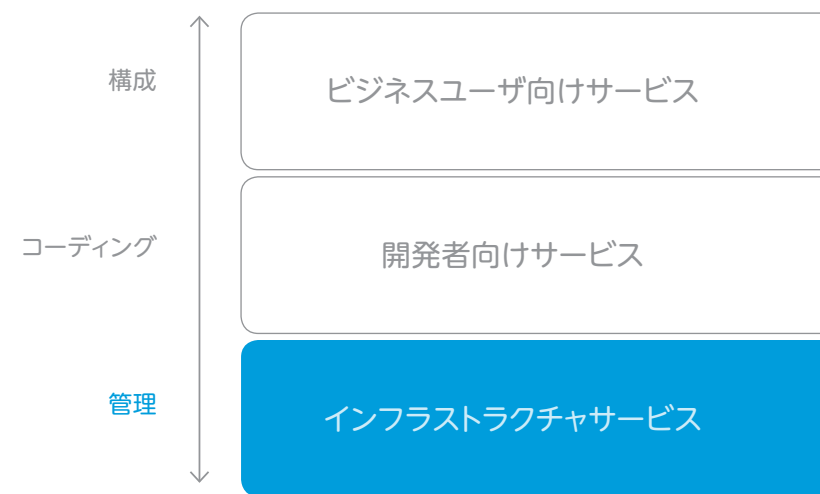 構成
ビジネスユーザ向けサービス
コーディング
開発者向けサービス
管理
インフラストラクチャサービス